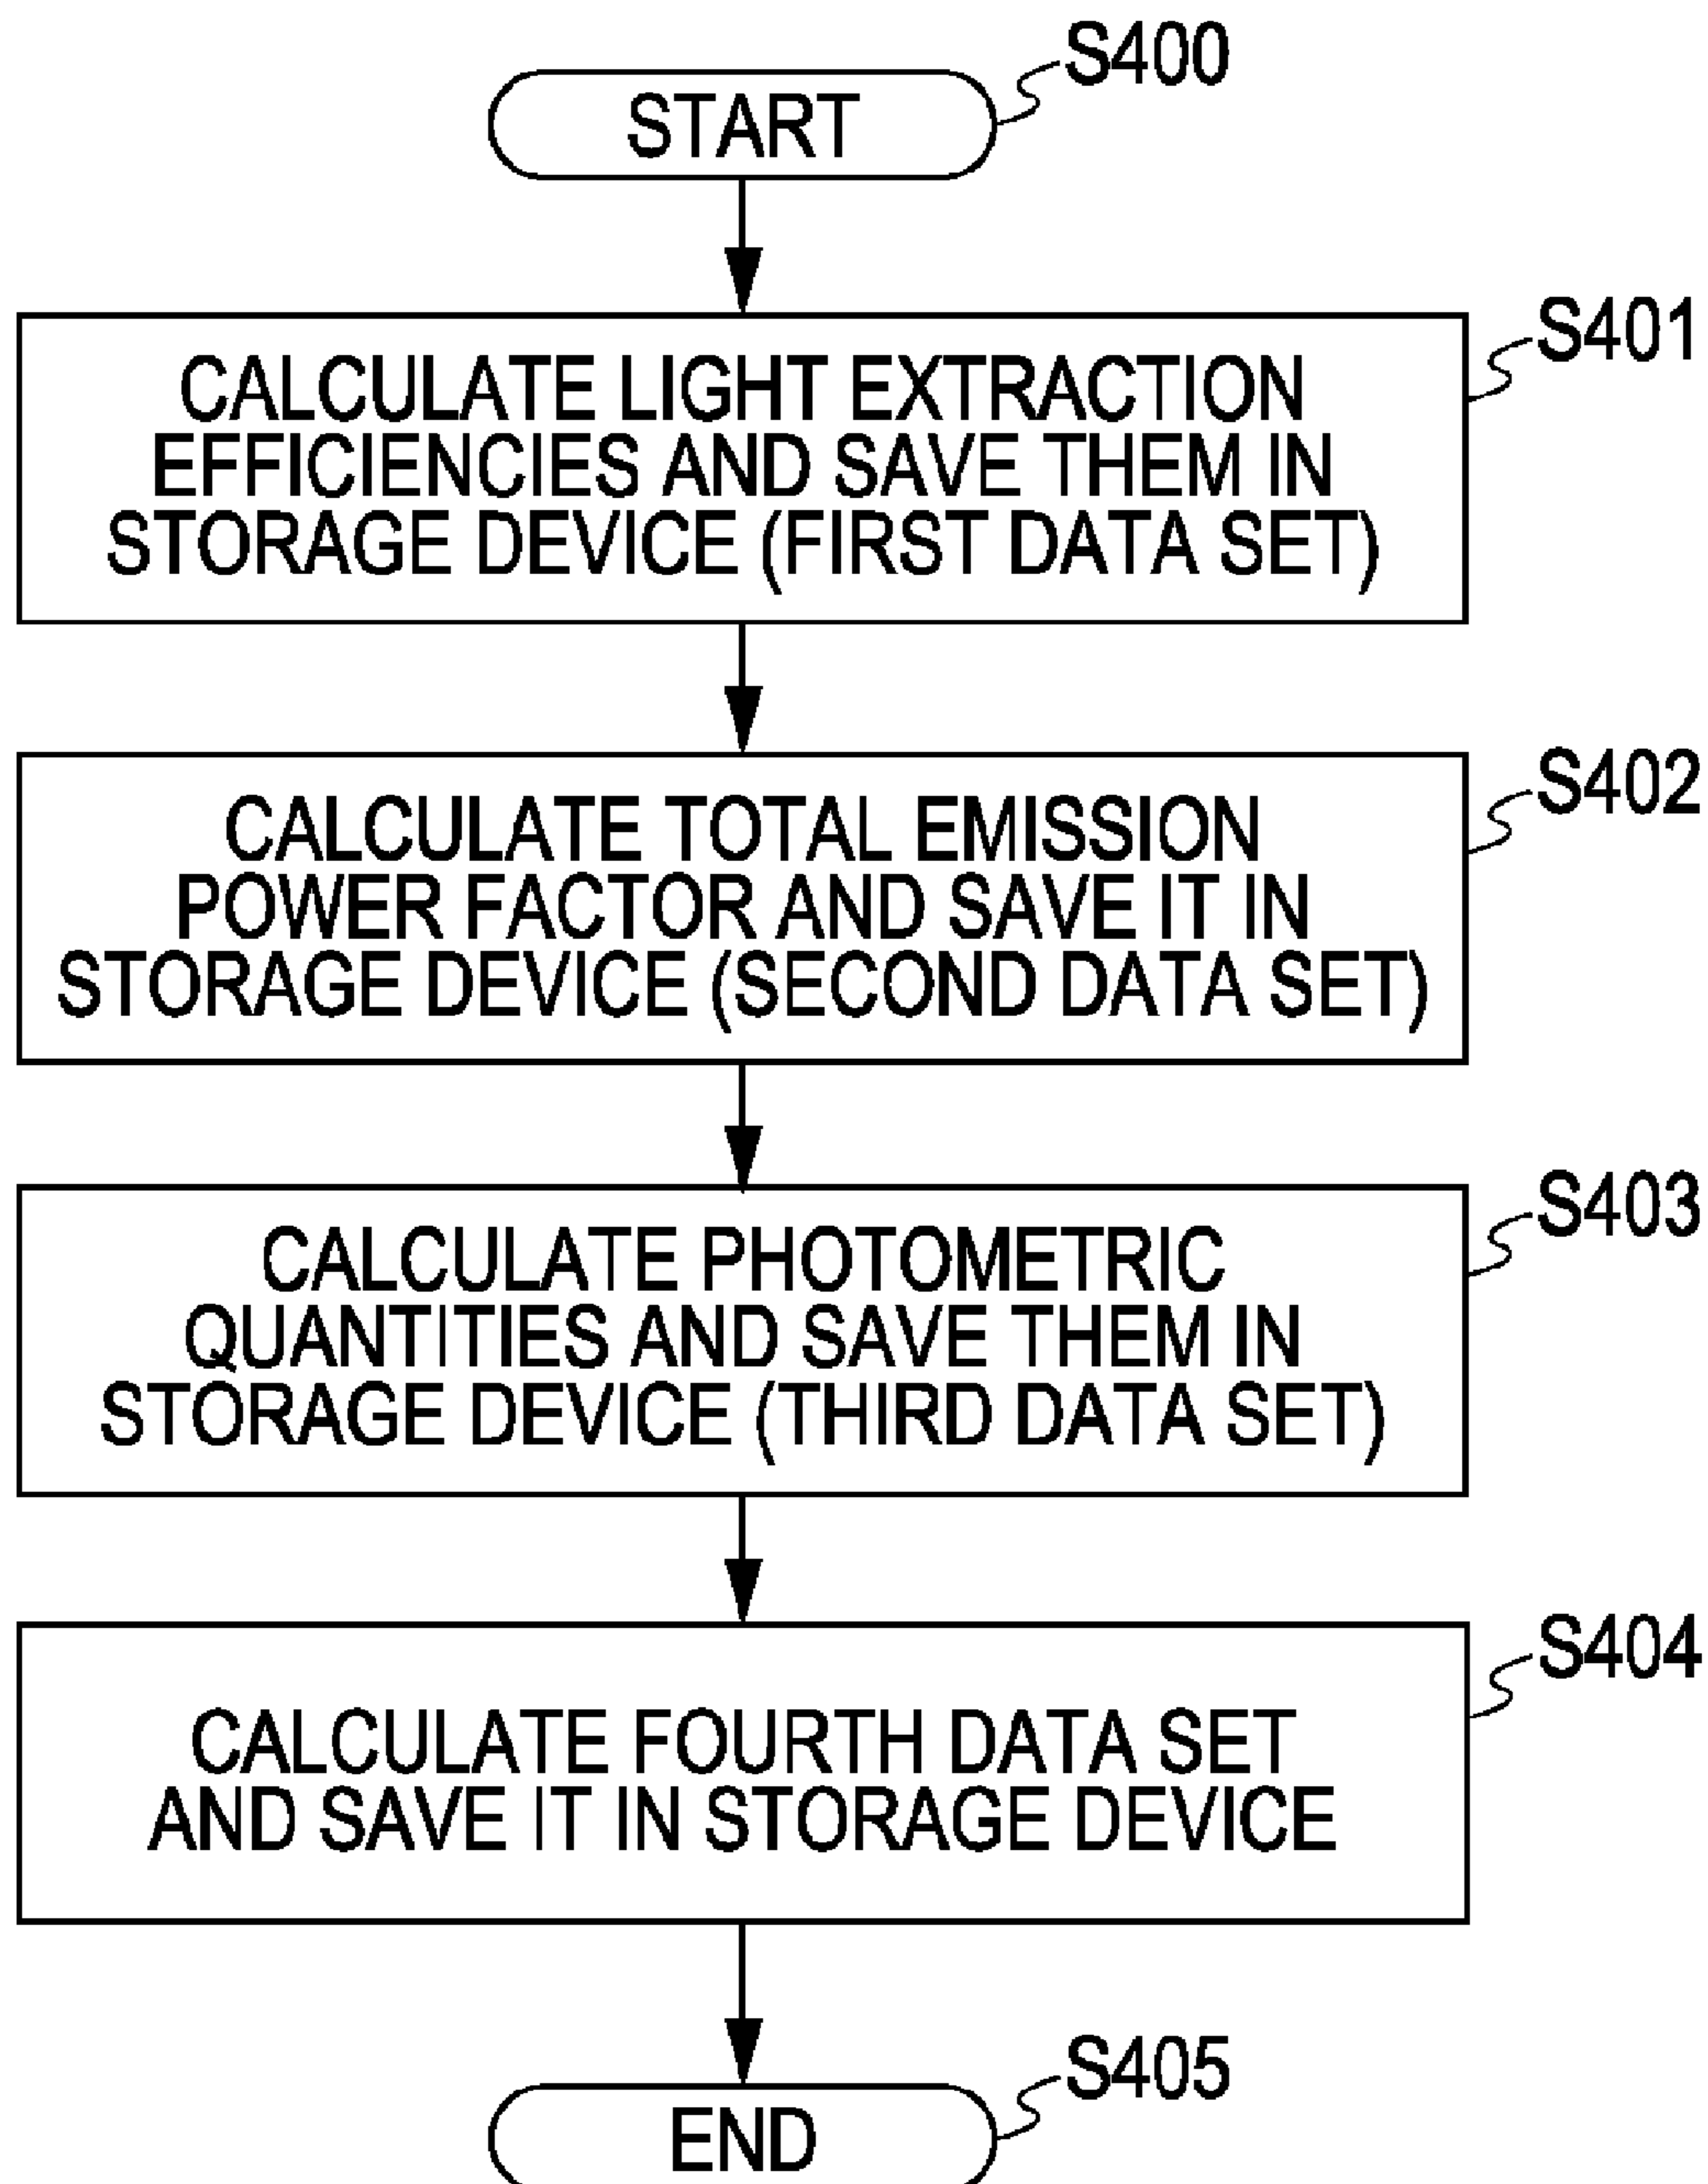 S400
START
S401
CALCULATE LIGHT EXTRACTION
EFFICIENCIES AND SAVE THEM IN
STORAGE DEVICE (FIRST DATA SET)
S402
CALCULATE TOTAL EMISSION
POWER FACTOR AND SAVE IT IN
STORAGE DEVICE (SECOND DATA SET)
S403
CALCULATE PHOTOMETRIC
QUANTITIES AND SAVE THEM IN
STORAGE DEVICE (THIRD DATA SET)
S404
CALCULATE FOURTH DATA SET
AND SAVE IT IN STORAGE DEVICE
S405
END